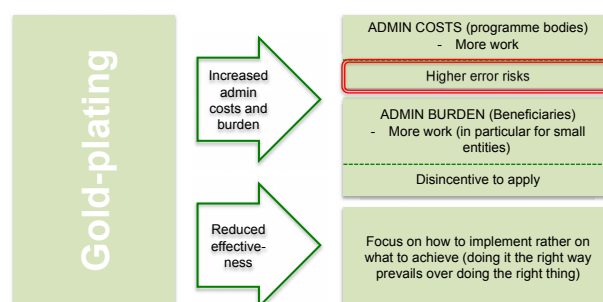 Gold-plating
Increased
admin
costs and
burden
ADMIN COSTS (programme bodies)
- More work
Higher error risks
ADMIN BURDEN (Beneficiaries)
- More work (in particular for small
entities)
Disincentive to apply
Reduced
effective-
ness
Focus on how to implement rather on
what to achieve (doing it the right way
prevails over doing the right thing)